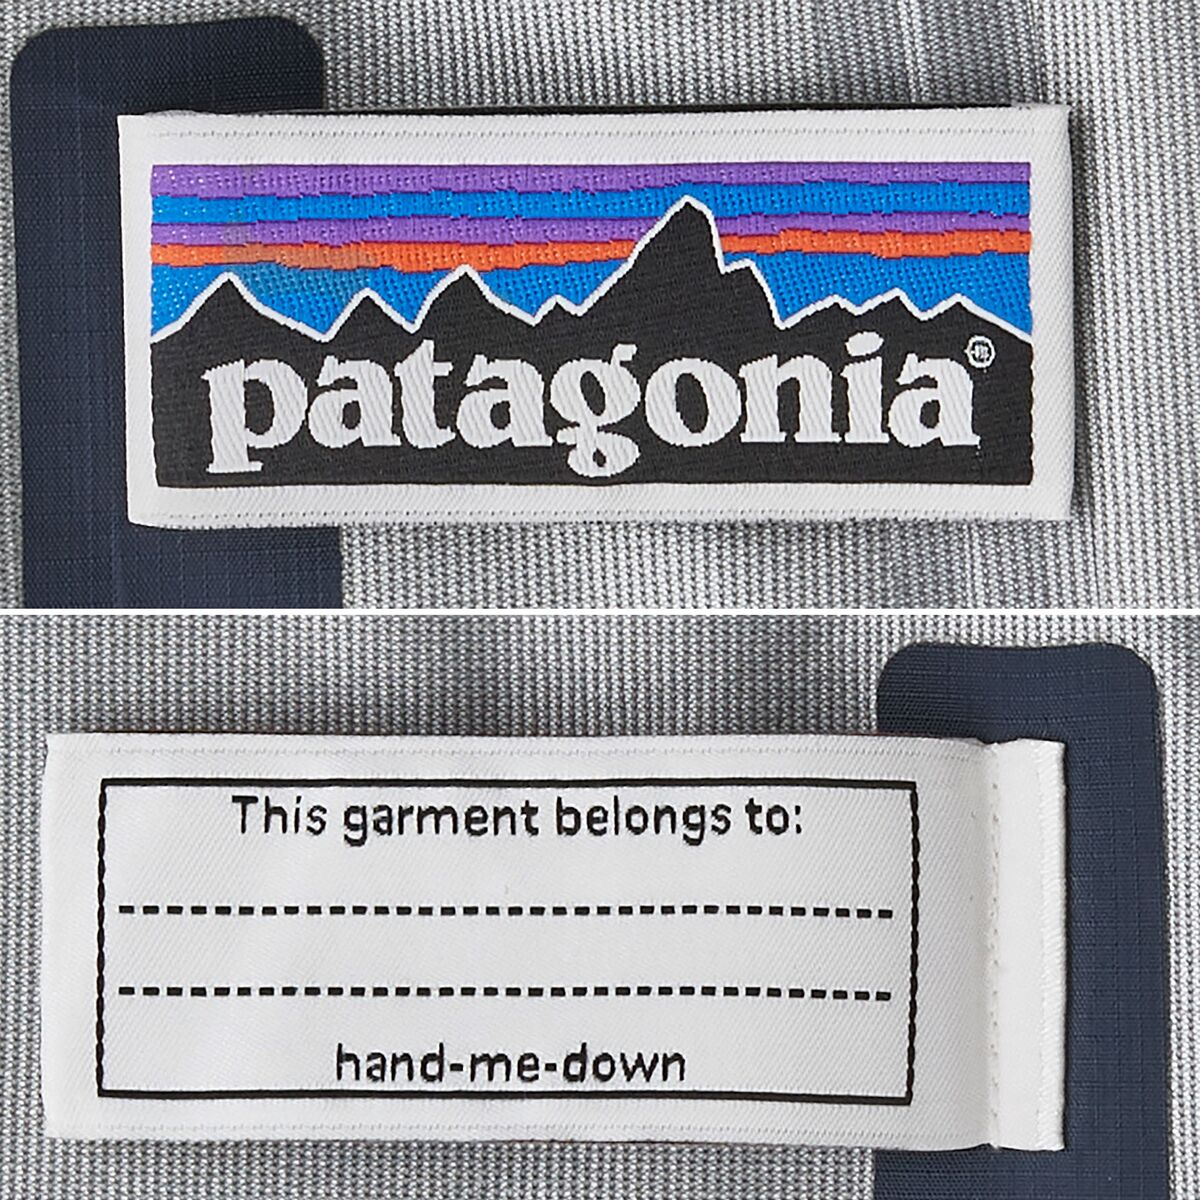 patagonia®
This garment belongs to:
hand-me-down